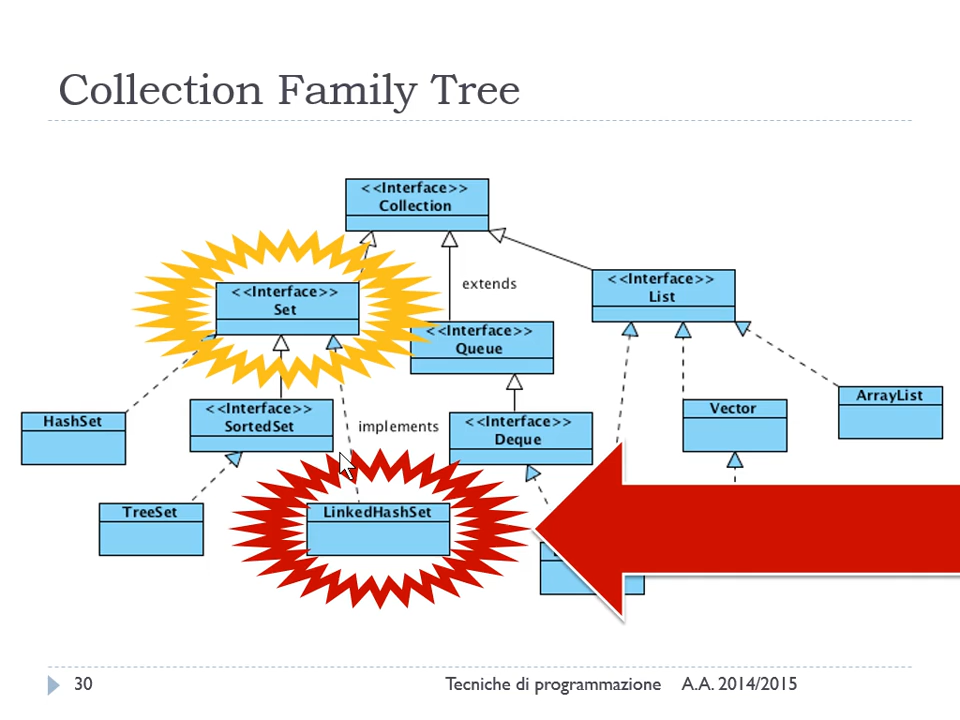 Collection Family Tree
<<Interface>>
Collection
<<Interface>>
Set
extends
<<Interface>>
List
<<Interface>>
Queue
HashSet
<<Interface>>
SortedSet
implements
<<Interface>>
Deque
Vector
ArrayList
TreeSet
LinkedHashSet
30
Tecniche di programmazione
A.A. 2014/2015